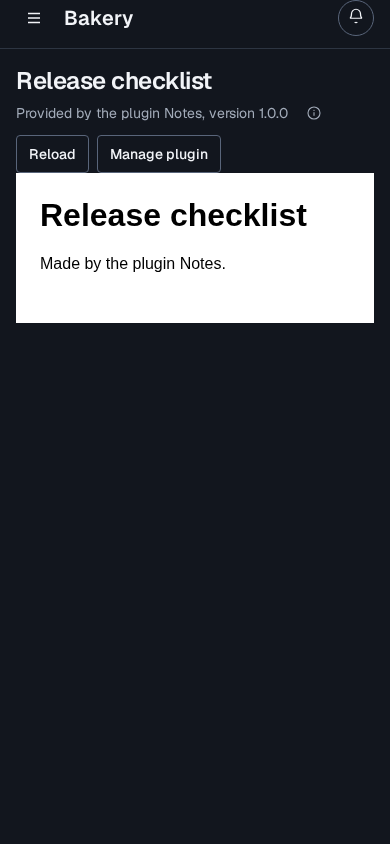 Bakery
Release checklist
Provided by the plugin Notes, version 1.0.0
Reload
Manage plugin
Release checklist
Made by the plugin Notes.